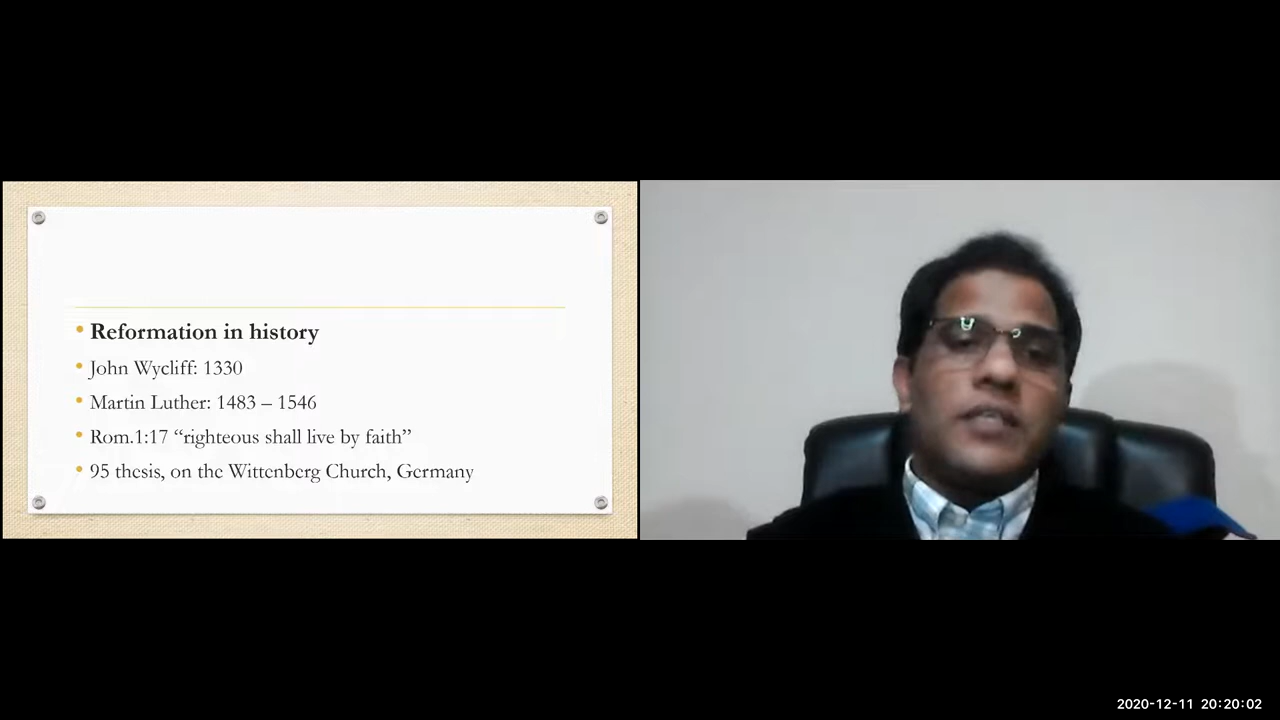 Reformation in history
John Wycliff: 1330
Martin Luther: 1483 – 1546
Rom.1:17 “righteous shall live by faith”
95 thesis, on the Wittenberg Church, Germany
2020-12-11 20:20:02